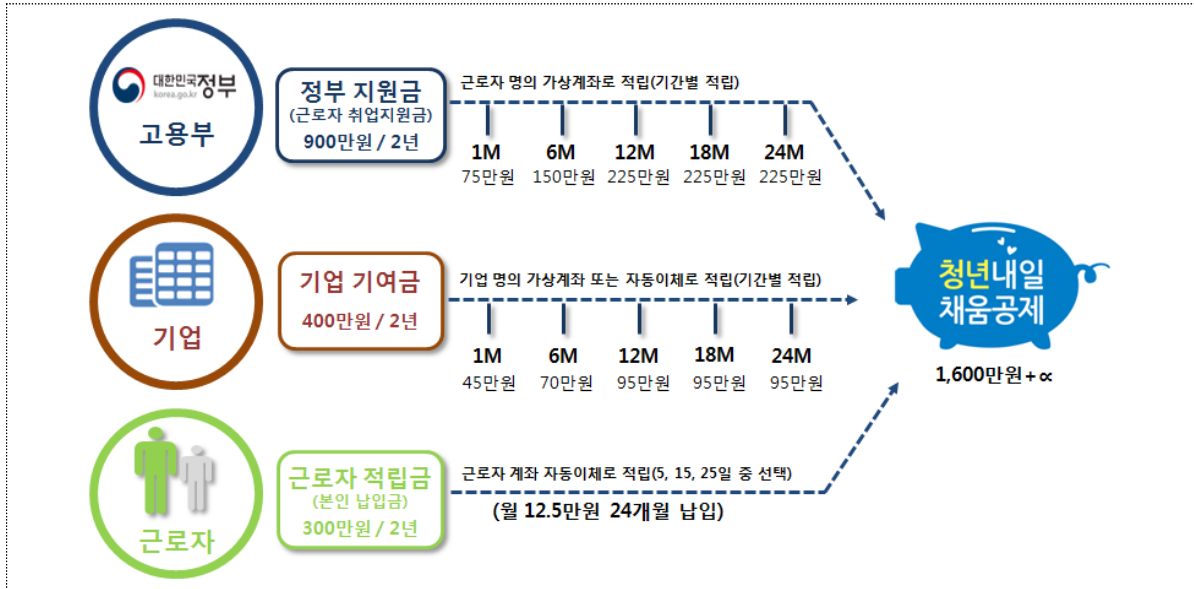 대한민국정부
korea.go.kr
고용부
정부 지원금
(근로자 취업지원금)
900만원 / 2년
근로자 명의 가상계좌로 적립(기간별 적립)
1M 6M 12M 18M 24M
75만원 150만원 225만원 225만원 225만원
기업
기업 기여금
400만원 / 2년
기업 명의 가상계좌 또는 자동이체로 적립(기간별 적립)
1M 6M 12M 18M 24M
45만원 70만원 95만원 95만원 95만원
청년내일
채움공제
1,600만원+∝
근로자
근로자 적립금
(본인 납입금)
300만원 / 2년
근로자 계좌 자동이체로 적립(5, 15, 25일 중 선택)
(월 12.5만원 24개월 납입)